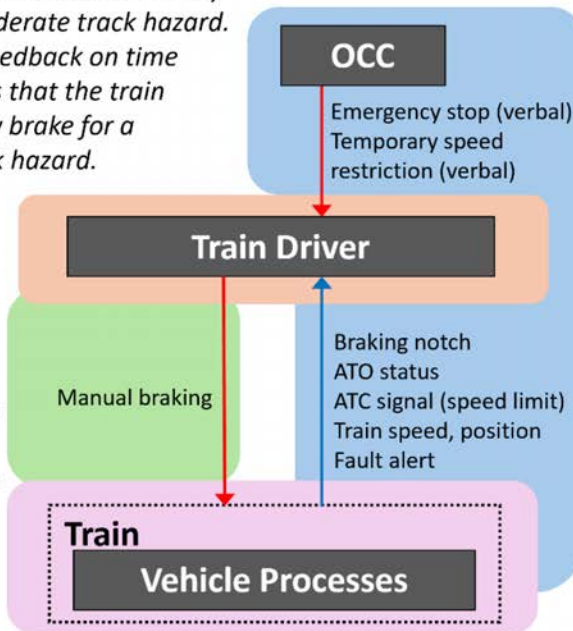 derate track hazard.
edback on time
s that the train
y brake for a
k hazard.
OCC
Emergency stop (verbal)
Temporary speed
restriction (verbal)
Train Driver
Manual braking
Braking notch
ATO status
ATC signal (speed limit)
Train speed, position
Fault alert
Train
Vehicle Processes